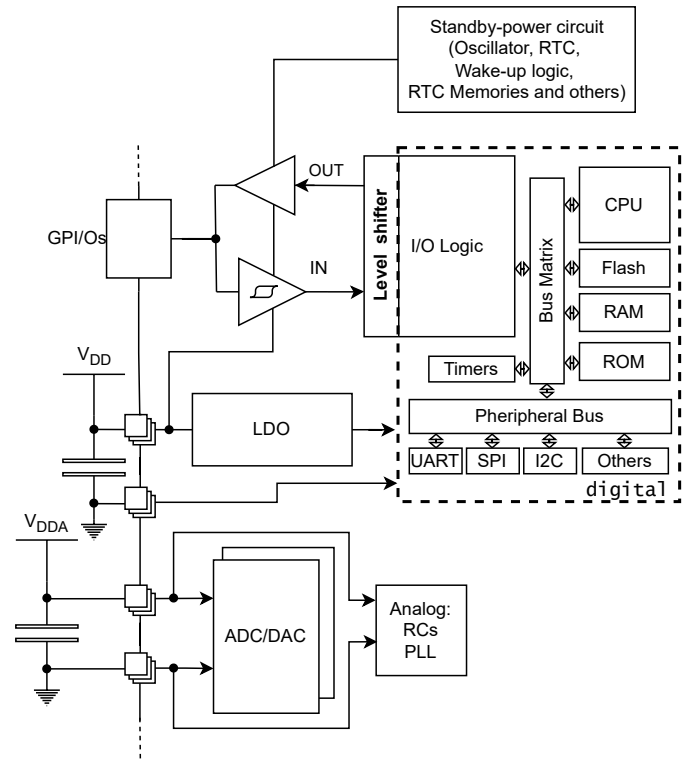 Standby-power circuit
(Oscillator, RTC,
Wake-up logic,
RTC Memories and others)
OUT
GPI/Os
IN
Level shifter
I/O Logic
Bus Matrix
CPU
Flash
RAM
ROM
Timers
Pheripheral Bus
UART
SPI
I2C
Others
digital
VDD
LDO
VDDA
ADC/DAC
Analog:
RCs
PLL